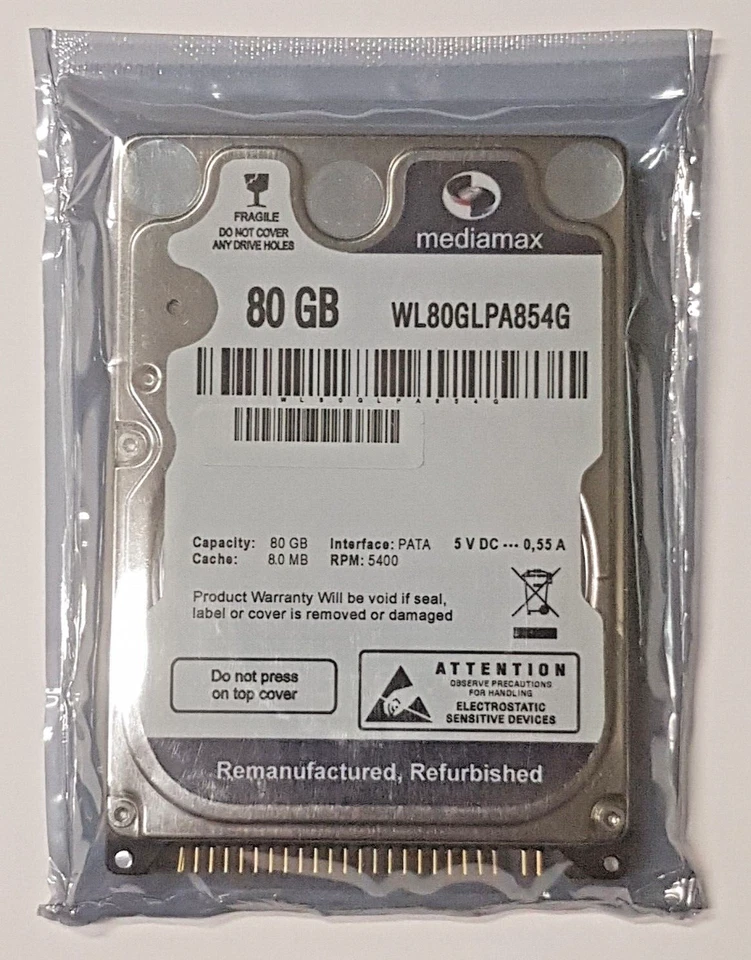 FRAGILE
DO NOT COVER
ANY DRIVE HOLES
mediamax
80 GB WL80GLPA854G
WL80GLPA854G
Capacity: 80 GB Interface: PATA 5 V DC --- 0,55 A
Cache: 8.0 MB RPM: 5400
Product Warranty Will be void if seal,
label or cover is removed or damaged
Do not press
on top cover
ATTENTION
OBSERVE PRECAUTIONS
FOR HANDLING
ELECTROSTATIC
SENSITIVE DEVICES
Remanufactured, Refurbished